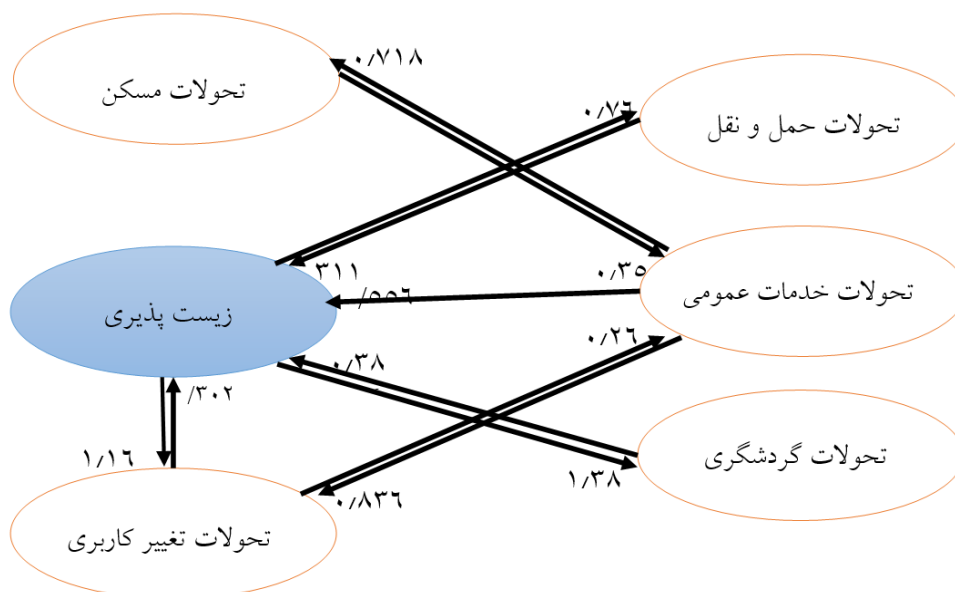 تحولات مسکن
۰٫۷۱۸
۰٫۷۶
تحولات حمل و نقل
۳۱۱
۰٫۳۵
/۵۵۶
تحولات خدمات عمومی
زیست پذیری
۰٫۲۶
۰٫۳۸
/۳۰۲
۱٫۱۶
۱٫۳۸
تحولات گردشگری
۰٫۸۳۶
تحولات تغییر کاربری